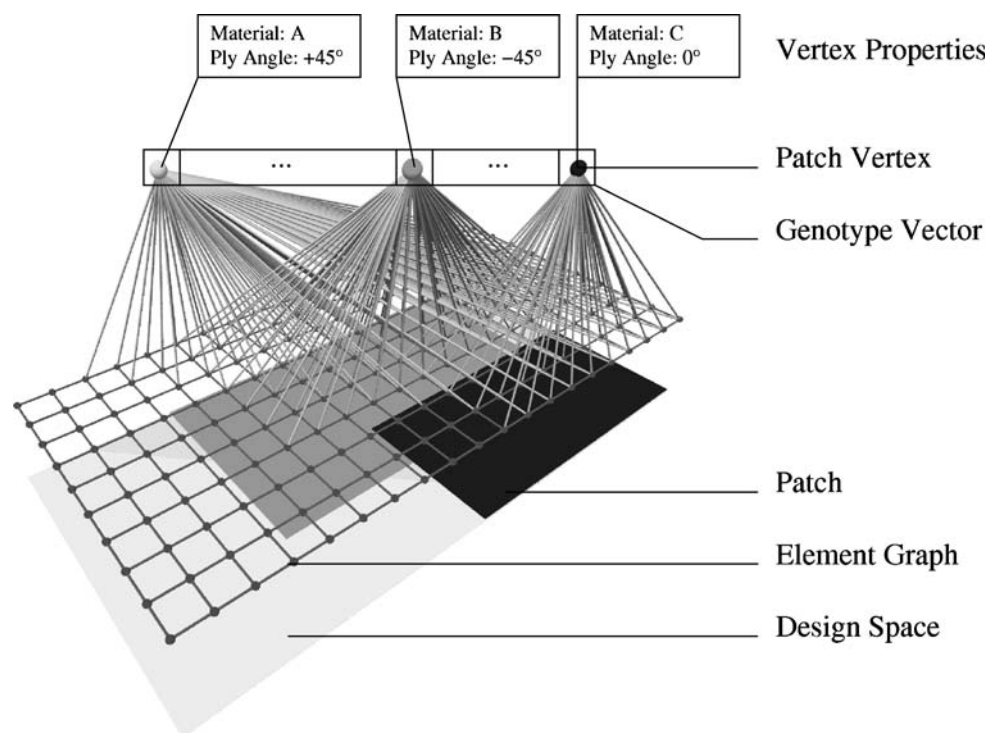 Material: A
Ply Angle: +45°
Material: B
Ply Angle: −45°
Material: C
Ply Angle: 0°
Vertex Properties
...
...
Patch Vertex
Genotype Vector
Patch
Element Graph
Design Space